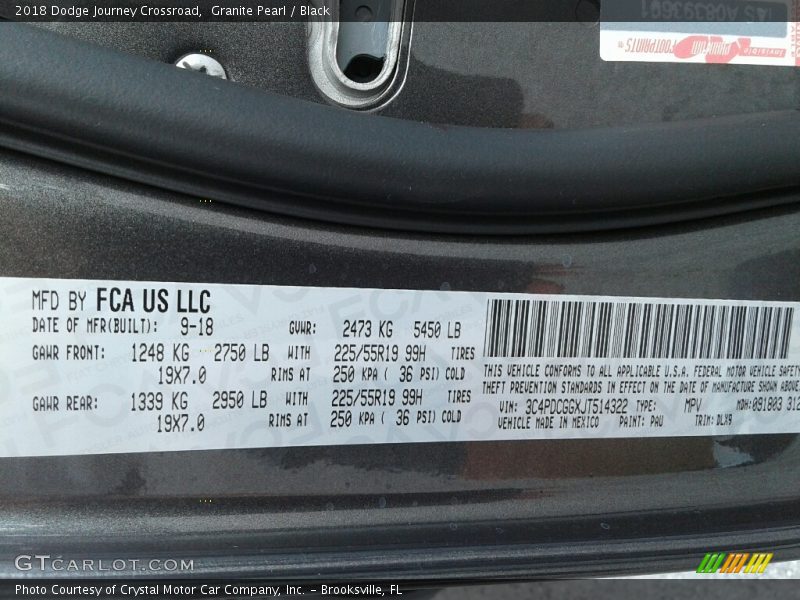 2018 Dodge Journey Crossroad, Granite Pearl / Black
FOOTPRINTS
Invisible
MFD BY FCA US LLC
DATE OF MFR(BUILT): 9-18 GVWR: 2473 KG 5450 LB
GAWR FRONT: 1248 KG 2750 LB WITH 225/55R19 99H TIRES
19X7.0 RIMS AT 250 KPA ( 36 PSI) COLD
GAWR REAR: 1339 KG 2950 LB WITH 225/55R19 99H TIRES
19X7.0 RIMS AT 250 KPA ( 36 PSI) COLD
THIS VEHICLE CONFORMS TO ALL APPLICABLE U.S.A. FEDERAL MOTOR VEHICLE SAFETY
THEFT PREVENTION STANDARDS IN EFFECT ON THE DATE OF MANUFACTURE SHOWN ABOVE
VIN: 3C4PDCGGXJT514322 TYPE: MPV MDH:091803 312
VEHICLE MADE IN MEXICO PAINT: PAU TRIM: DLX9
GTCARLOT.COM
Photo Courtesy of Crystal Motor Car Company, Inc. – Brooksville, FL